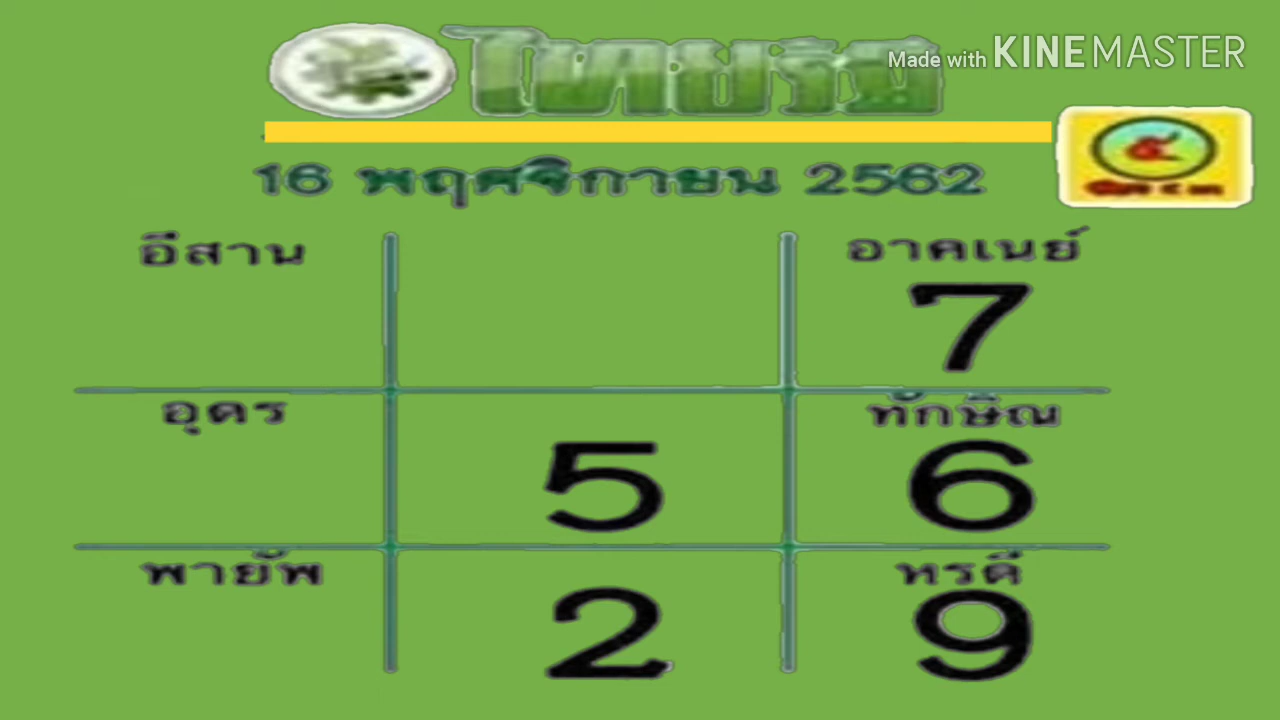 ไทยรัฐ
Made with KINEMASTER
16 พฤศจิกายน 2562
อีสาน อาคเนย์
7
อุดร ทักษิณ
5 6
พายัพ หรดี
2 9